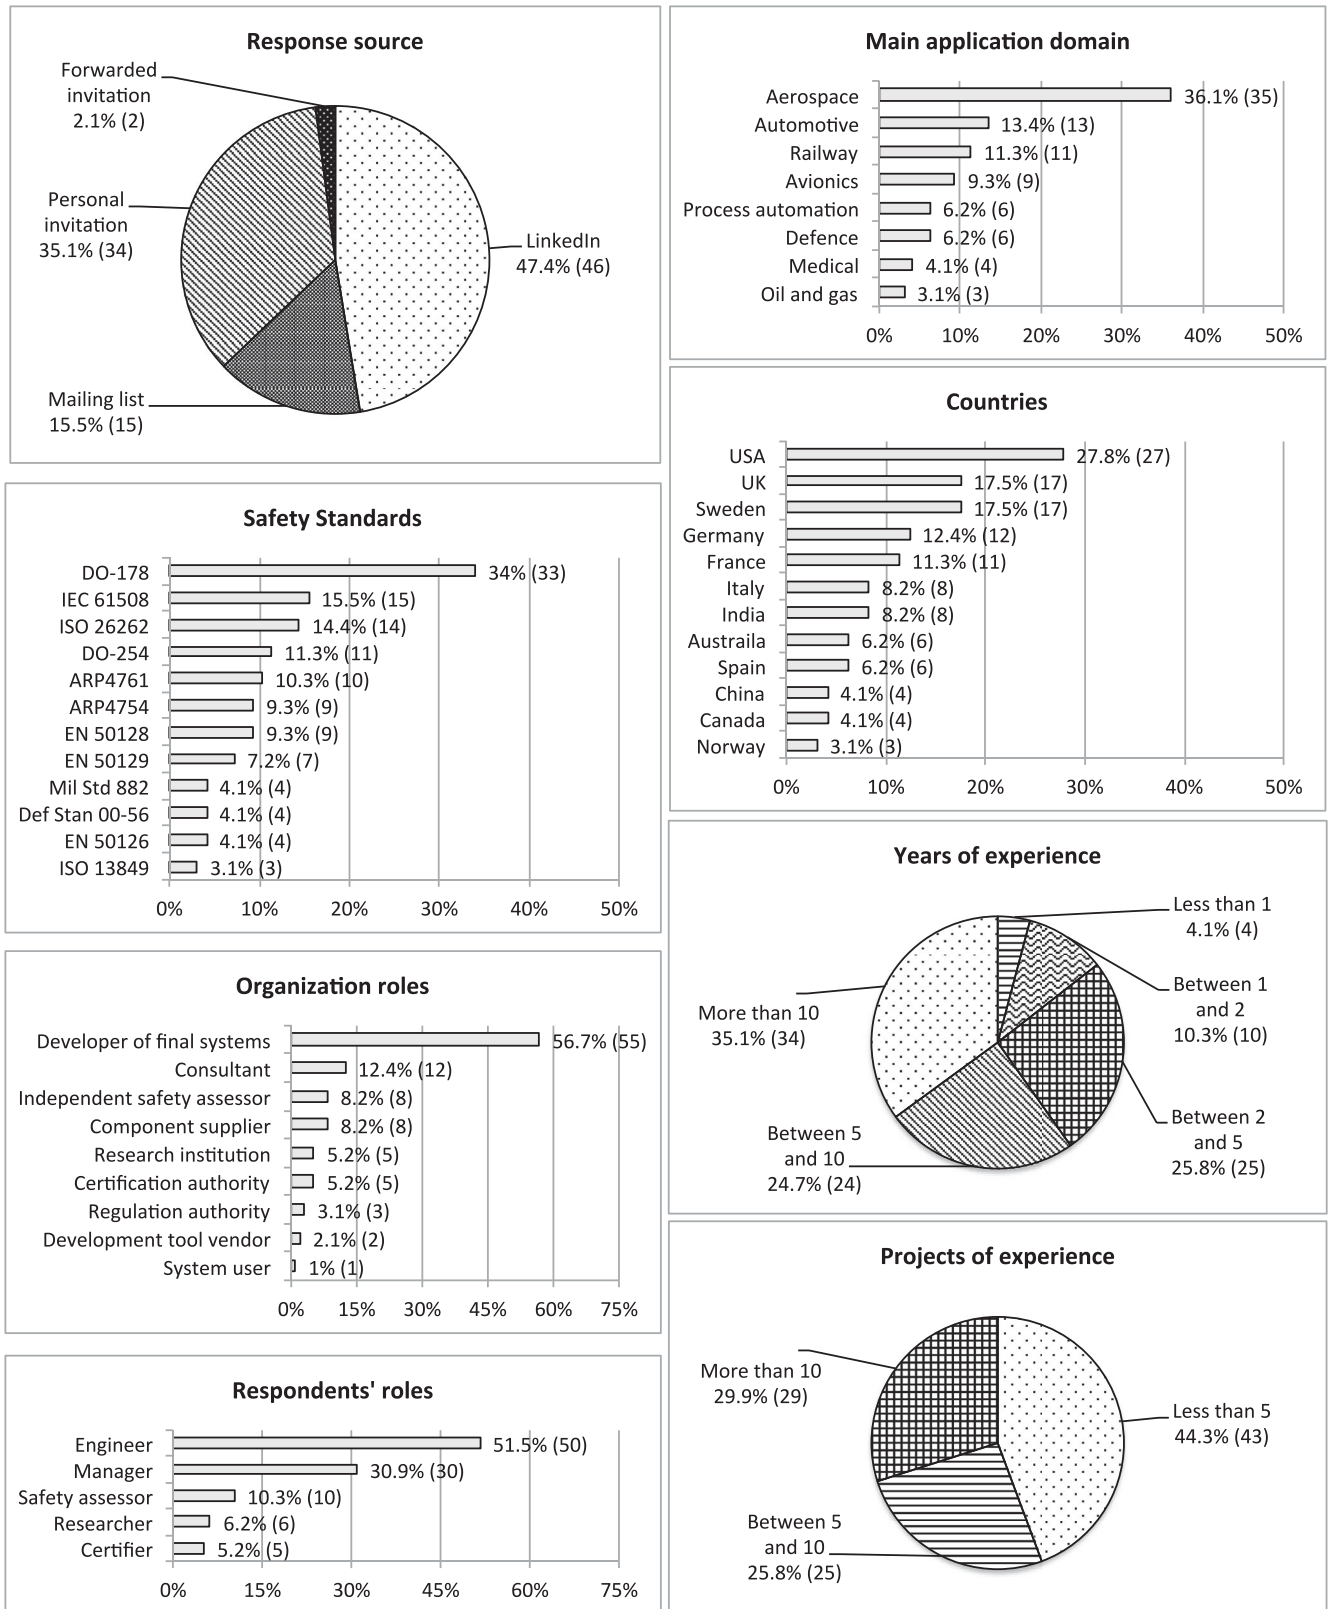 Response source
Forwarded
invitation
2.1% (2)
Personal
invitation
35.1% (34)
LinkedIn
47.4% (46)
Mailing list
15.5% (15)
Safety Standards
DO-178 34% (33)
IEC 61508 15.5% (15)
ISO 26262 14.4% (14)
DO-254 11.3% (11)
ARP4761 10.3% (10)
ARP4754 9.3% (9)
EN 50128 9.3% (9)
EN 50129 7.2% (7)
Mil Std 882 4.1% (4)
Def Stan 00-56 4.1% (4)
EN 50126 4.1% (4)
ISO 13849 3.1% (3)
0% 10% 20% 30% 40% 50%
Organization roles
Developer of final systems 56.7% (55)
Consultant 12.4% (12)
Independent safety assessor 8.2% (8)
Component supplier 8.2% (8)
Research institution 5.2% (5)
Certification authority 5.2% (5)
Regulation authority 3.1% (3)
Development tool vendor 2.1% (2)
System user 1% (1)
0% 15% 30% 45% 60% 75%
Respondents' roles
Engineer 51.5% (50)
Manager 30.9% (30)
Safety assessor 10.3% (10)
Researcher 6.2% (6)
Certifier 5.2% (5)
0% 15% 30% 45% 60% 75%
Main application domain
Aerospace 36.1% (35)
Automotive 13.4% (13)
Railway 11.3% (11)
Avionics 9.3% (9)
Process automation 6.2% (6)
Defence 6.2% (6)
Medical 4.1% (4)
Oil and gas 3.1% (3)
0% 10% 20% 30% 40% 50%
Countries
USA 27.8% (27)
UK 17.5% (17)
Sweden 17.5% (17)
Germany 12.4% (12)
France 11.3% (11)
Italy 8.2% (8)
India 8.2% (8)
Austraila 6.2% (6)
Spain 6.2% (6)
China 4.1% (4)
Canada 4.1% (4)
Norway 3.1% (3)
0% 10% 20% 30% 40% 50%
Years of experience
Less than 1
4.1% (4)
Between 1
and 2
10.3% (10)
More than 10
35.1% (34)
Between 2
and 5
25.8% (25)
Between 5
and 10
24.7% (24)
Projects of experience
More than 10
29.9% (29)
Less than 5
44.3% (43)
Between 5
and 10
25.8% (25)